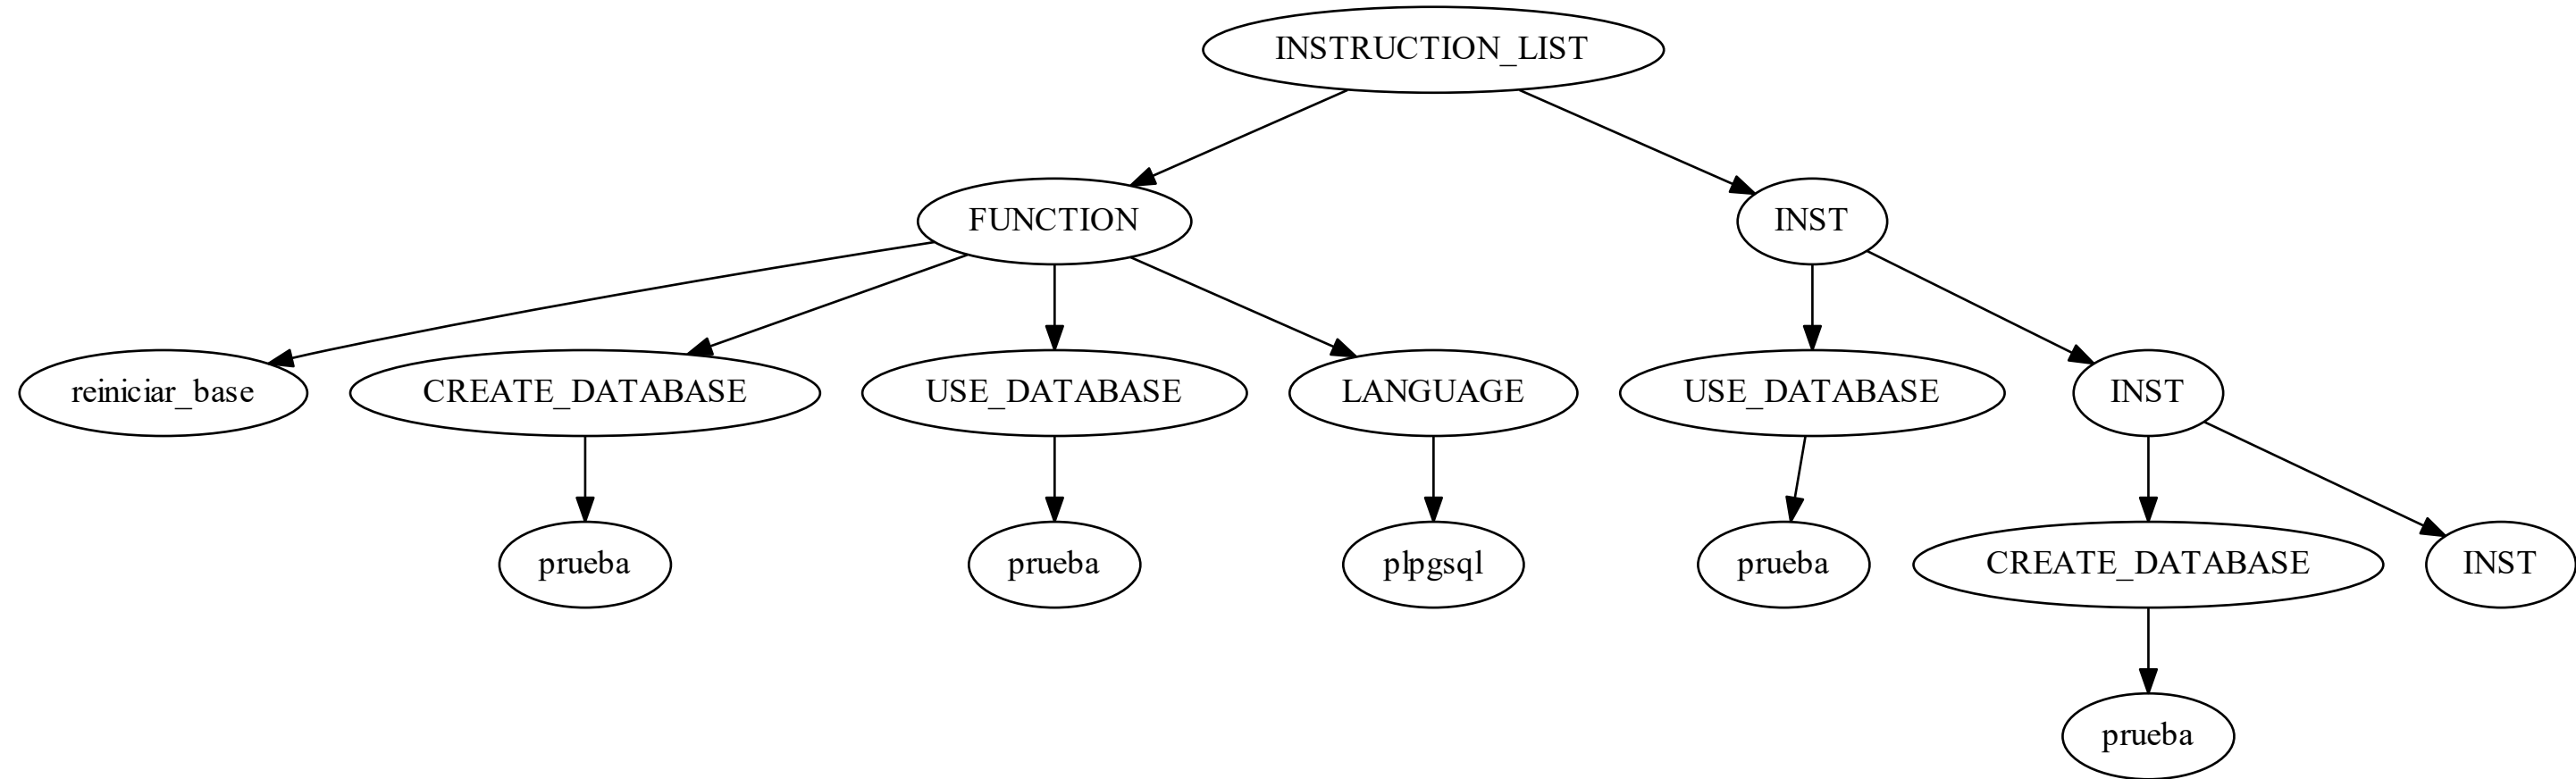 INSTRUCTION_LIST
FUNCTION
INST
reiniciar_base
CREATE_DATABASE
USE_DATABASE
LANGUAGE
USE_DATABASE
INST
prueba
prueba
plpgsql
prueba
CREATE_DATABASE
INST
prueba